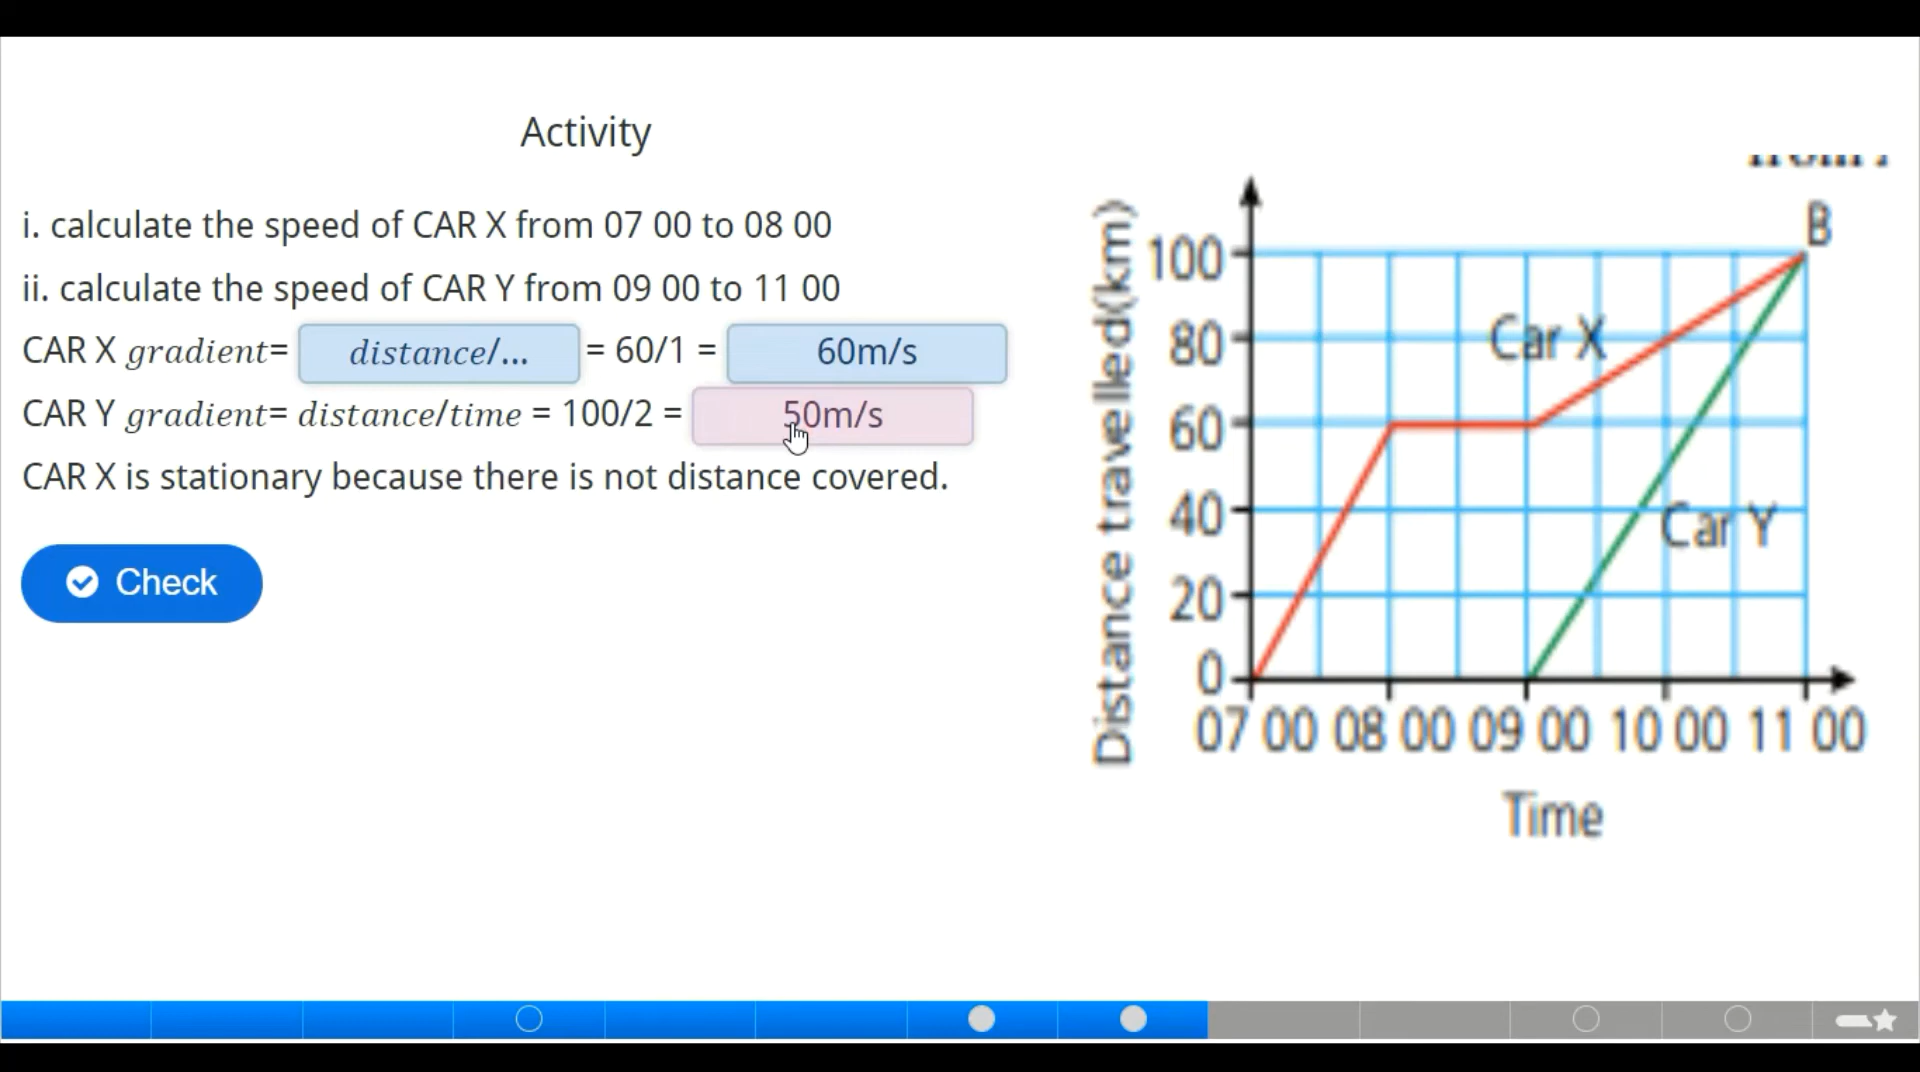 Activity
i. calculate the speed of CAR X from 07 00 to 08 00
ii. calculate the speed of CAR Y from 09 00 to 11 00
CAR X gradient= distance/... = 60/1 = 60m/s
CAR Y gradient= distance/time = 100/2 = 50m/s
CAR X is stationary because there is not distance covered.
Check
B
Distance travelled(km)
100
80
60
40
20
0
Car X
Car Y
07 00 08 00 09 00 10 00 11 00
Time